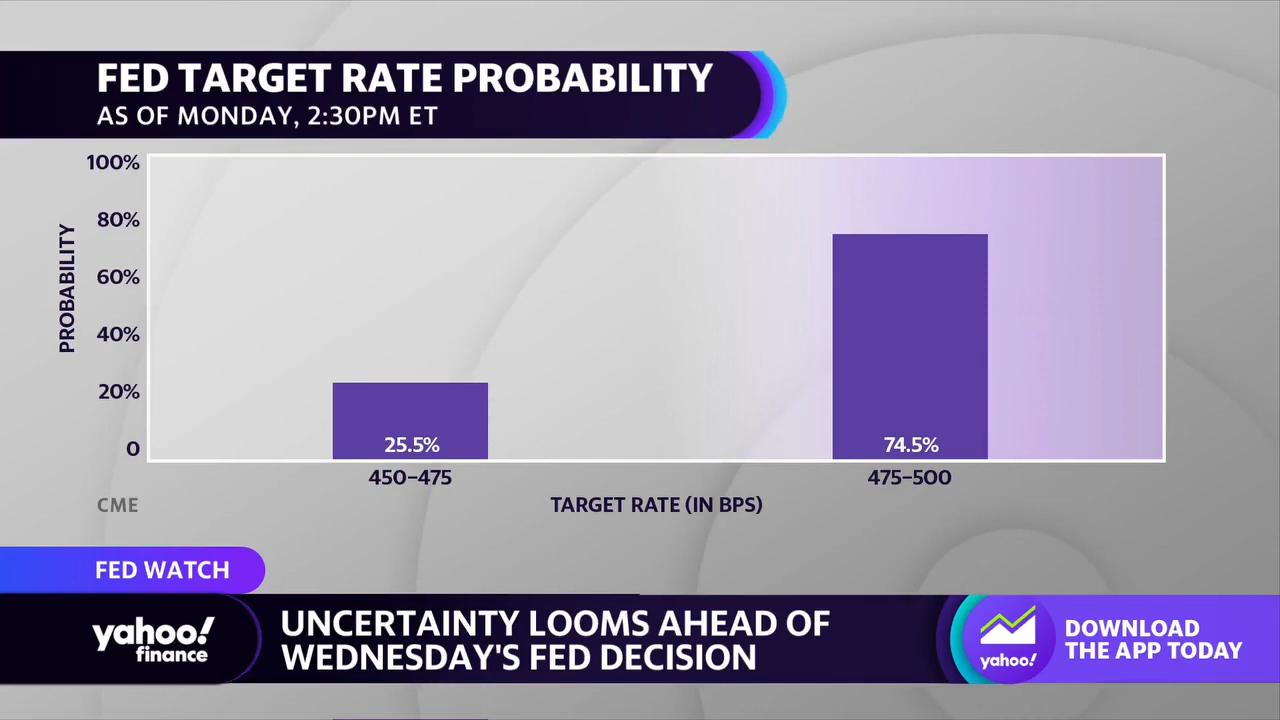 FED TARGET RATE PROBABILITY
AS OF MONDAY, 2:30PM ET
PROBABILITY
100%
80%
60%
40%
20%
0
25.5%
74.5%
450–475
475–500
CME
TARGET RATE (IN BPS)
FED WATCH
yahoo!
finance
UNCERTAINTY LOOMS AHEAD OF
WEDNESDAY'S FED DECISION
yahoo!
DOWNLOAD
THE APP TODAY